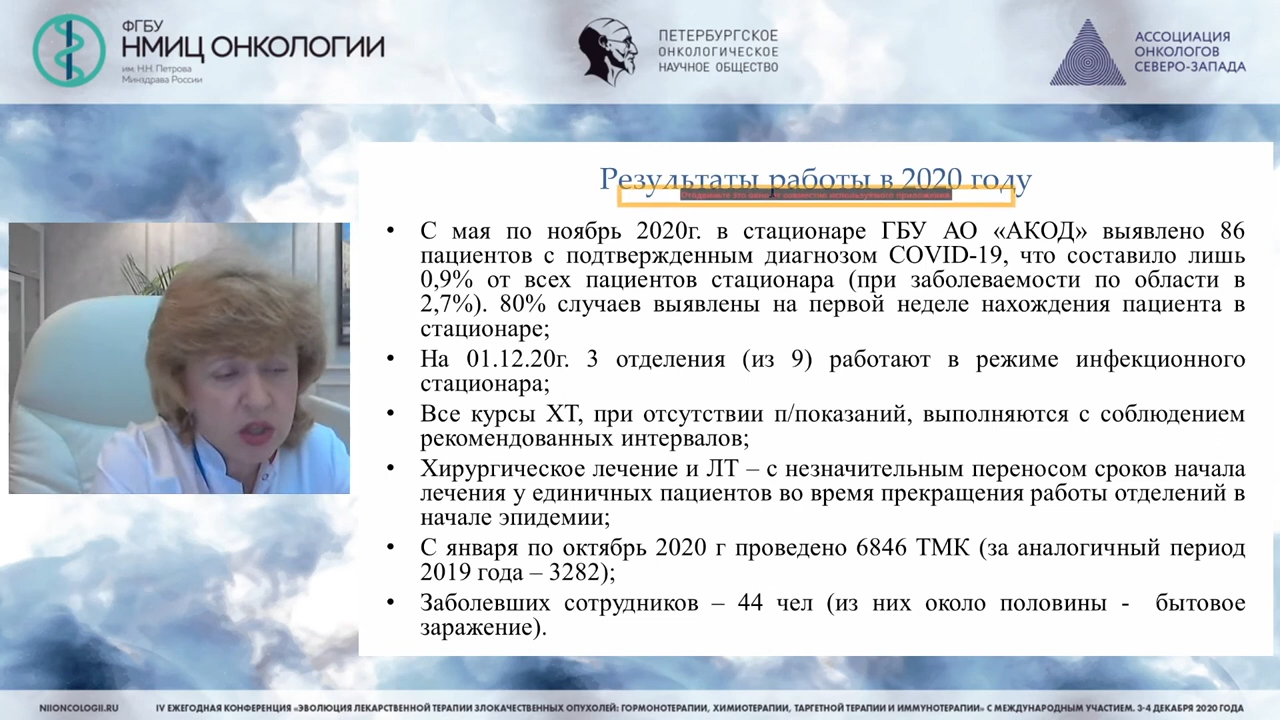 ФГБУ
НМИЦ ОНКОЛОГИИ
им. Н.Н. Петрова
Минздрава России
ПЕТЕРБУРГСКОЕ
ОНКОЛОГИЧЕСКОЕ
НАУЧНОЕ ОБЩЕСТВО
АССОЦИАЦИЯ
ОНКОЛОГОВ
СЕВЕРО-ЗАПАДА
Результаты работы в 2020 году
• С мая по ноябрь 2020г. в стационаре ГБУ АО «АКОД» выявлено 86
пациентов с подтвержденным диагнозом COVID-19, что составило лишь
0,9% от всех пациентов стационара (при заболеваемости по области в
2,7%). 80% случаев выявлены на первой неделе нахождения пациента в
стационаре;
• На 01.12.20г. 3 отделения (из 9) работают в режиме инфекционного
стационара;
• Все курсы ХТ, при отсутствии п/показаний, выполняются с соблюдением
рекомендованных интервалов;
• Хирургическое лечение и ЛТ – с незначительным переносом сроков начала
лечения у единичных пациентов во время прекращения работы отделений в
начале эпидемии;
• С января по октябрь 2020 г проведено 6846 ТМК (за аналогичный период
2019 года – 3282);
• Заболевших сотрудников – 44 чел (из них около половины - бытовое
заражение).
NIIONCOLOGII.RU
IV ЕЖЕГОДНАЯ КОНФЕРЕНЦИЯ «ЭВОЛЮЦИЯ ЛЕКАРСТВЕННОЙ ТЕРАПИИ ЗЛОКАЧЕСТВЕННЫХ ОПУХОЛЕЙ: ГОРМОНОТЕРАПИИ, ХИМИОТЕРАПИИ, ТАРГЕТНОЙ ТЕРАПИИ И ИММУНОТЕРАПИИ» С МЕЖДУНАРОДНЫМ УЧАСТИЕМ. 3-4 ДЕКАБРЯ 2020 ГОДА